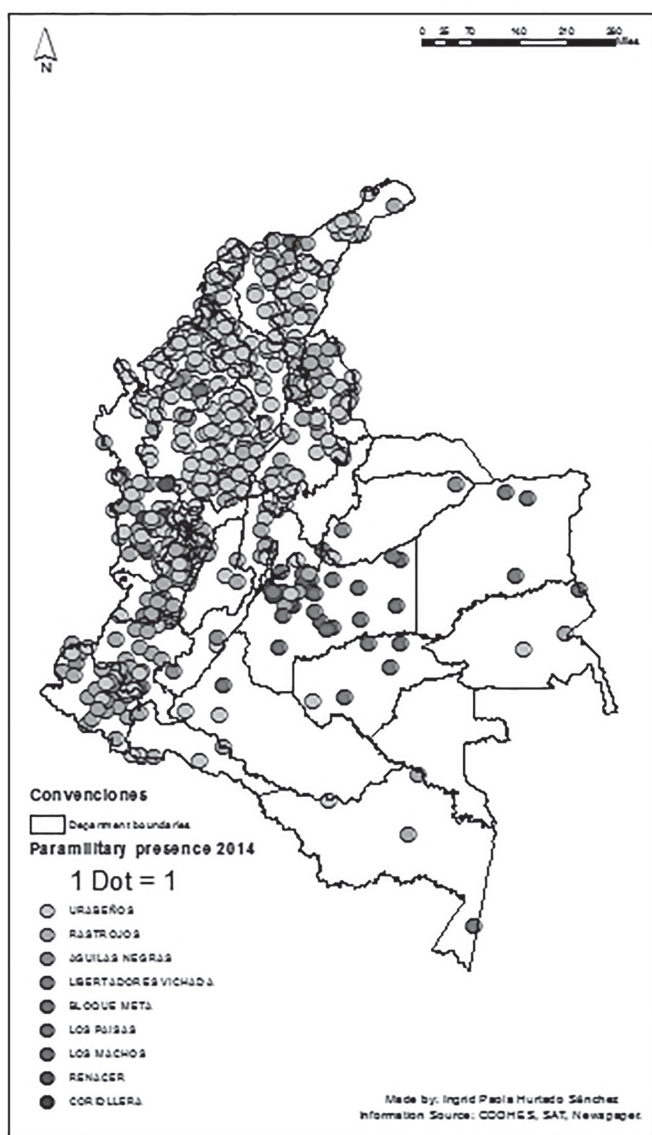 N
0 35 70 140 210 280
Miles
Convenciones
Department boundaries
Paramilitary presence 2014
1 Dot = 1
URABEÑOS
RASTROJOS
AGUILAS NEGRAS
LIBERTADORES VICHADA
BLOQUE META
LOS PAISAS
LOS MACHOS
RENACER
CORDILLERA
Made by: Ingrid Paola Hurtado Sánchez
Information Source: CODHES, SAT, Newspaper.